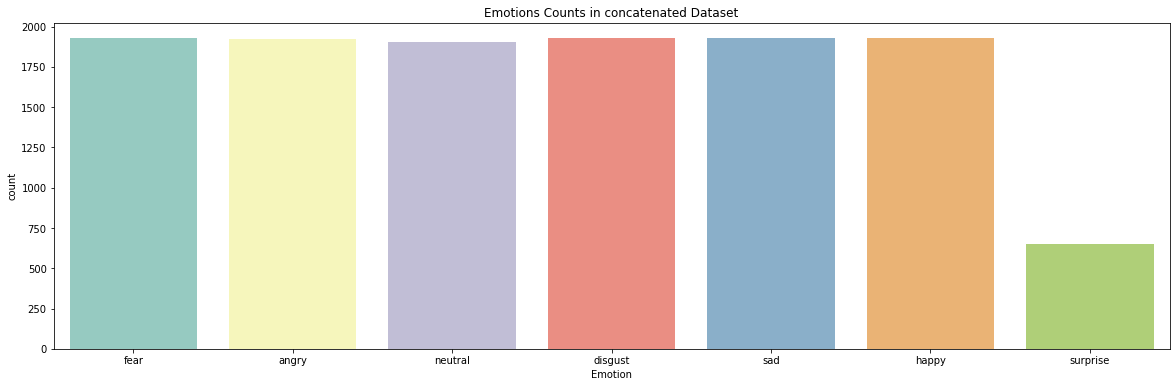 Emotions Counts in concatenated Dataset
2000
1750
1500
1250
1000
750
500
250
0
count
fear angry neutral disgust sad happy surprise
Emotion